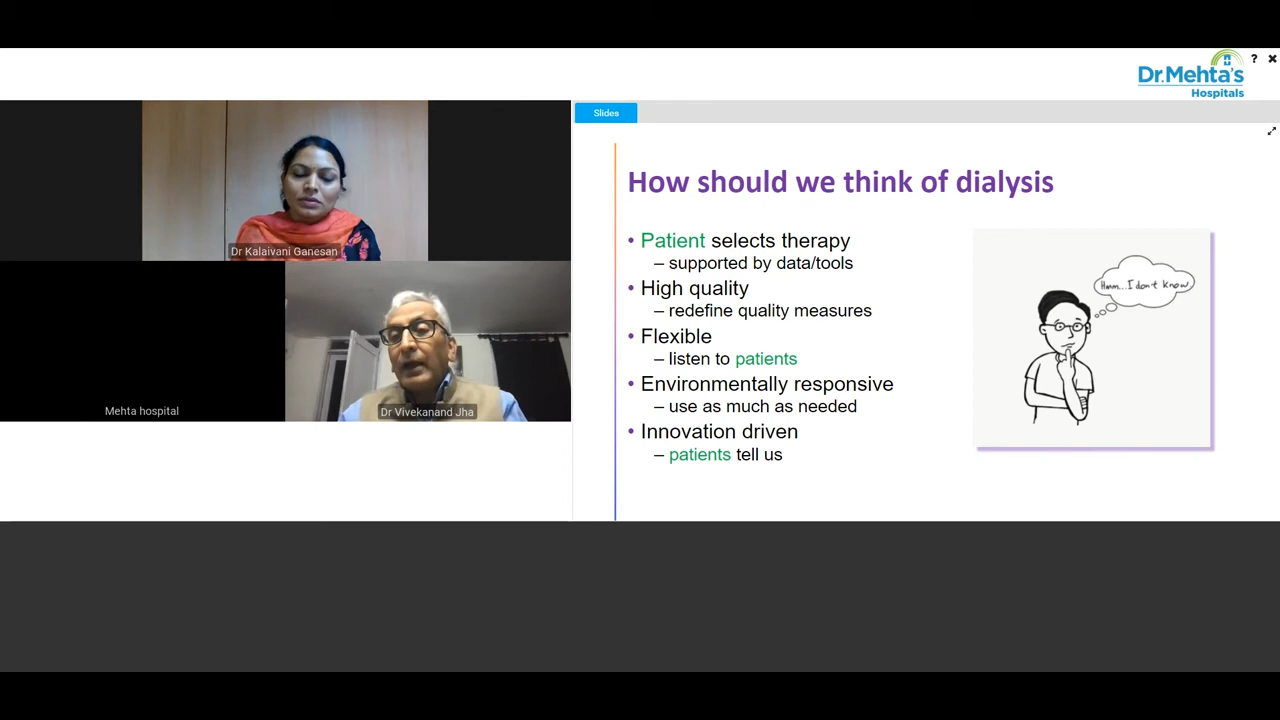 Dr.Mehta's
Hospitals
?
Slides
Dr Kalaivani Ganesan
Mehta hospital
Dr Vivekanand Jha
How should we think of dialysis
• Patient selects therapy
– supported by data/tools
• High quality
– redefine quality measures
• Flexible
– listen to patients
• Environmentally responsive
– use as much as needed
• Innovation driven
– patients tell us
Hmm...I don't know